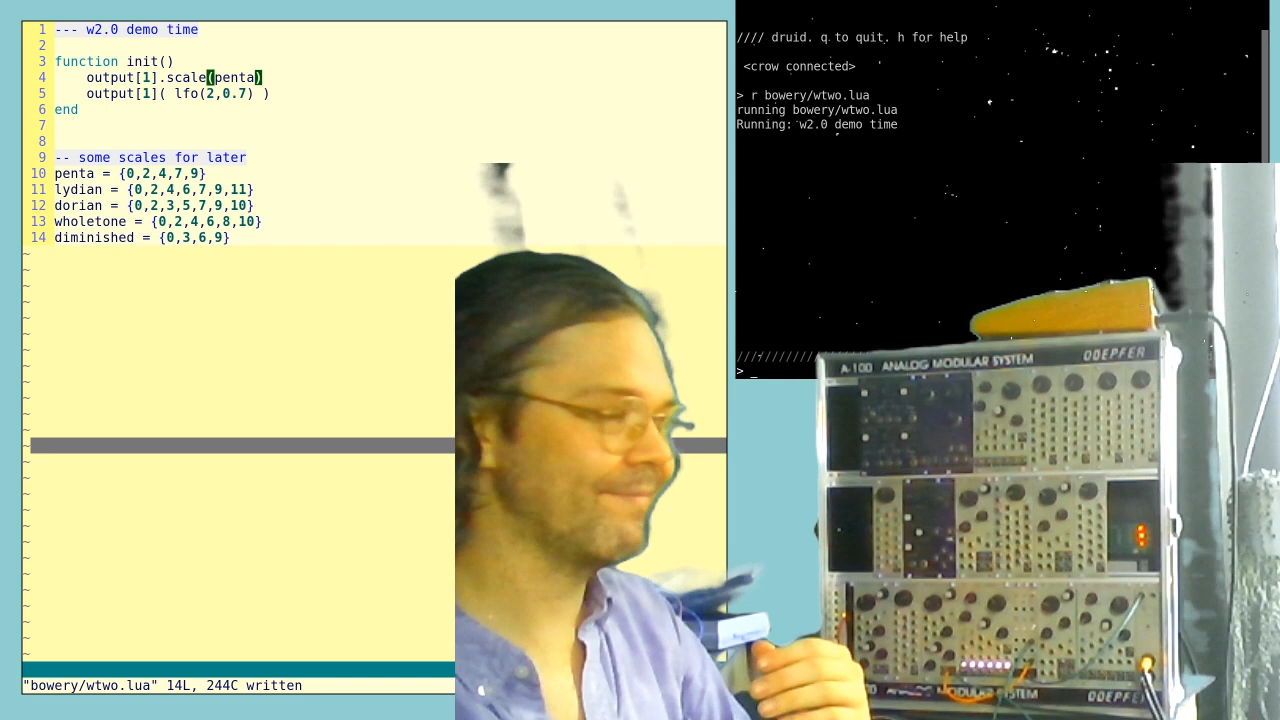 1 --- w2.0 demo time
2
3 function init()
4     output[1].scale(penta)
5     output[1]( lfo(2,0.7) )
6 end
7
8
9 -- some scales for later
10 penta = {0,2,4,7,9}
11 lydian = {0,2,4,6,7,9,11}
12 dorian = {0,2,3,5,7,9,10}
13 wholetone = {0,2,4,6,8,10}
14 diminished = {0,3,6,9}
"bowery/wtwo.lua" 14L, 244C written
//// druid. q to quit. h for help
<crow connected>
> r bowery/wtwo.lua
running bowery/wtwo.lua
Running: w2.0 demo time
> _
A-100 ANALOG MODULAR SYSTEM DOEPFER
ANALOG MODULAR SYSTEM DOEPFER